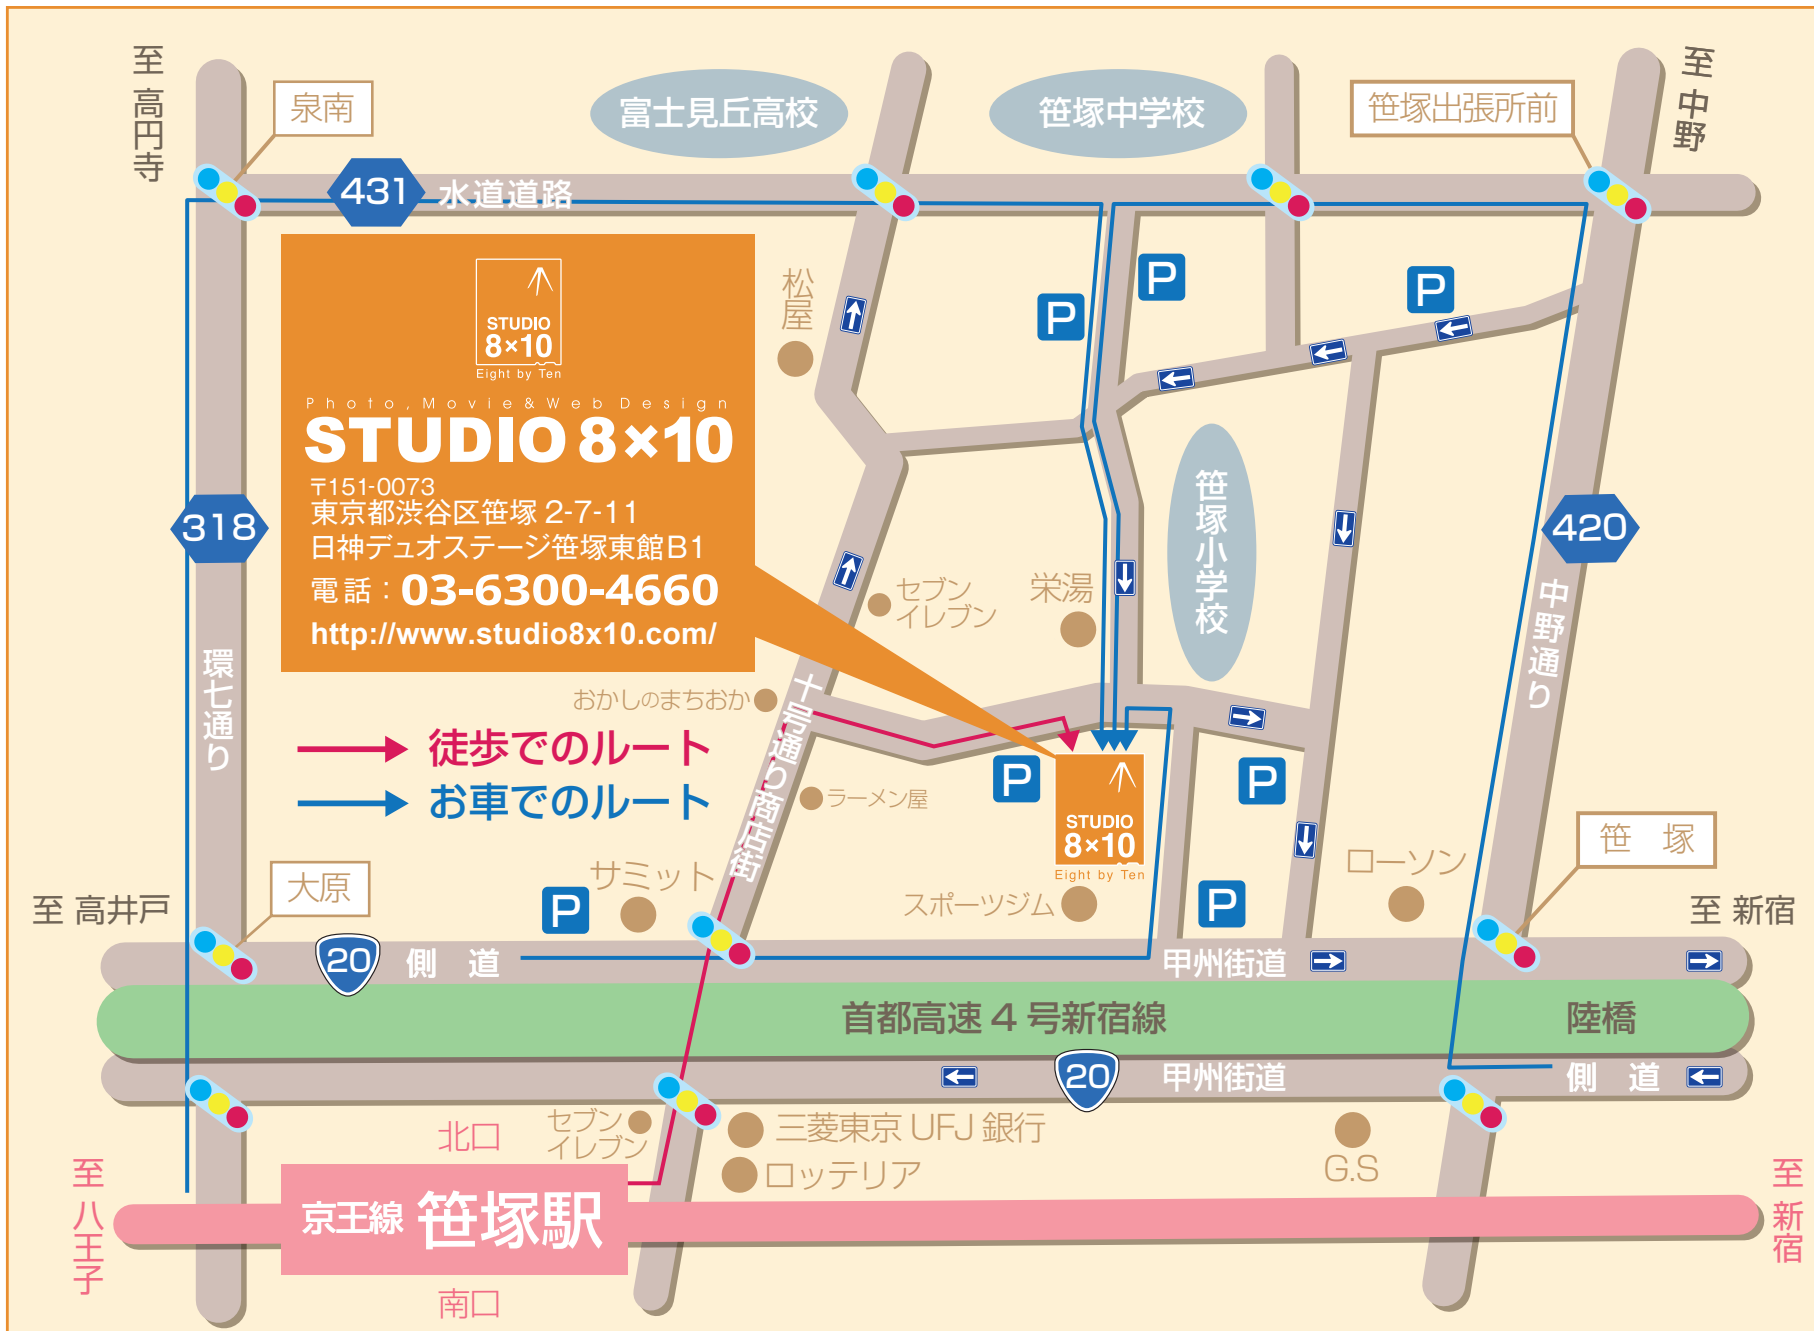 至 高円寺
泉南
富士見丘高校
笹塚中学校
笹塚出張所前
至 中野
431
水道道路
松屋
P
P
P
STUDIO
8×10
Eight by Ten
Photo,Movie&Web Design
STUDIO 8×10
〒151-0073
東京都渋谷区笹塚 2-7-11
日神デュオステージ笹塚東館B1
電話：03-6300-4660
http://www.studio8x10.com/
318
環七通り
笹塚小学校
420
中野通り
セブン
イレブン
栄湯
おかしのまちおか
十号通り商店街
徒歩でのルート
お車でのルート
ラーメン屋
P
P
STUDIO
8×10
Eight by Ten
笹 塚
ローソン
サミット
スポーツジム
P
P
大原
至 高井戸
至 新宿
20
側 道
甲州街道
首都高速 4 号新宿線
陸橋
20
甲州街道
側 道
セブン
イレブン
三菱東京 UFJ 銀行
ロッテリア
G.S
北口
至 八王子
京王線 笹塚駅
至 新宿
南口